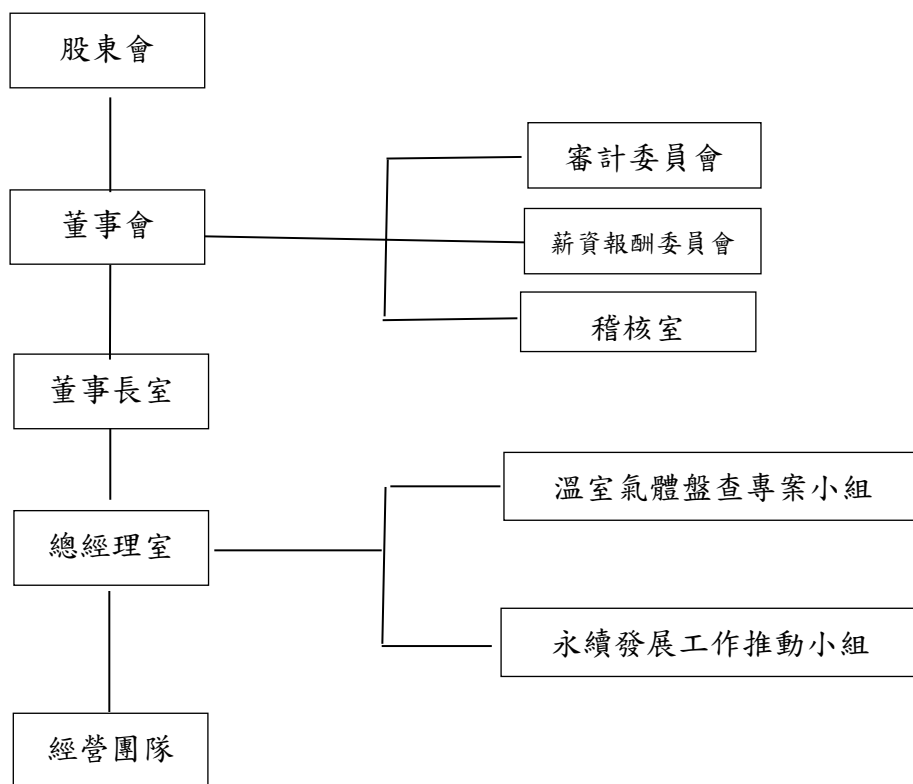 股東會
審計委員會
董事會
薪資報酬委員會
稽核室
董事長室
溫室氣體盤查專案小組
總經理室
永續發展工作推動小組
經營團隊